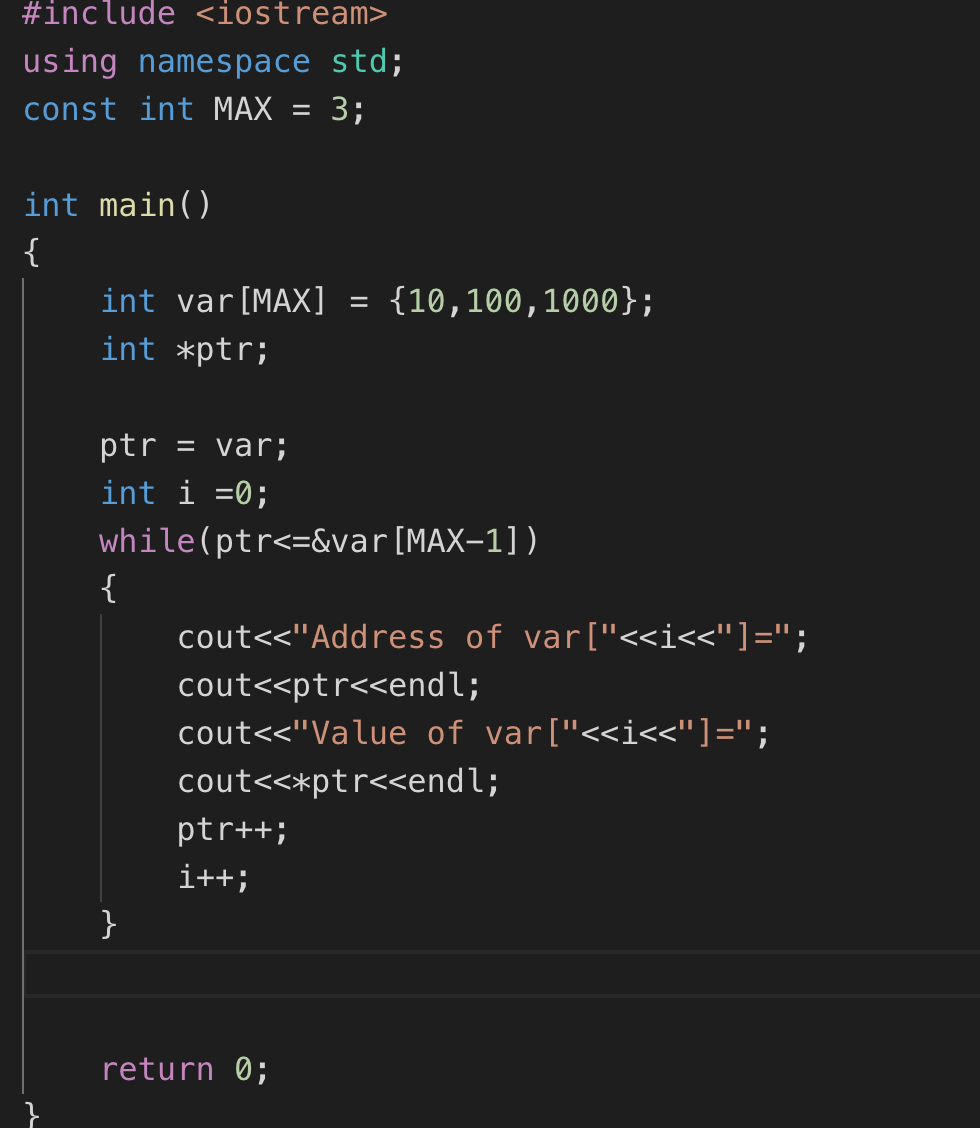 #include <iostream>
using namespace std;
const int MAX = 3;
int main()
{
int var[MAX] = {10,100,1000};
int *ptr;
ptr = var;
int i =0;
while(ptr<=&var[MAX-1])
{
cout<<"Address of var["<<i<<"]=";
cout<<ptr<<endl;
cout<<"Value of var["<<i<<"]=";
cout<<*ptr<<endl;
ptr++;
i++;
}
return 0;
}